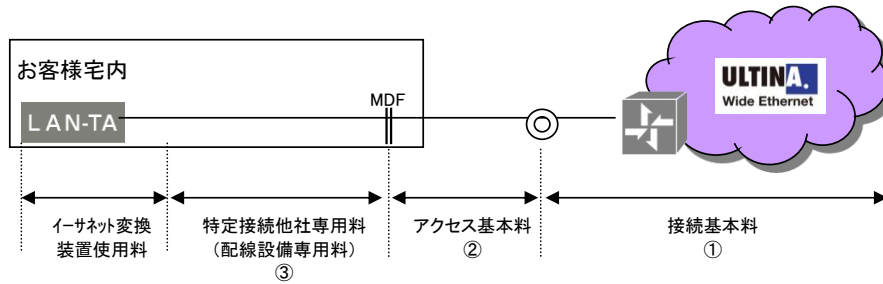 お客様宅内
MDF
LAN-TA
ULTINA.
Wide Ethernet
イーサネット変換
装置使用料
特定接続他社専用料
(配線設備専用料)
③
アクセス基本料
②
接続基本料
①